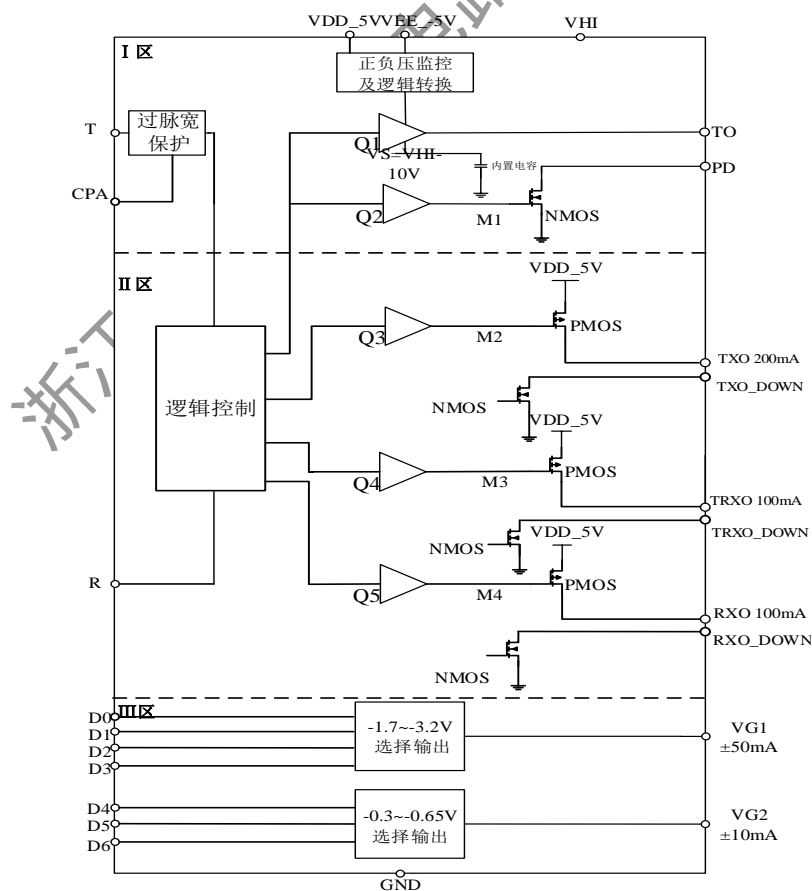 VDD_5V
VEE_-5V
VHI
I 区
正负压监控
及逻辑转换
T
过脉宽
保护
Q1
TO
VS=VHI-
10V
内置电容
PD
CPA
Q2
M1
NMOS
II 区
VDD_5V
Q3
M2
PMOS
TXO 200mA
TXO_DOWN
NMOS
逻辑控制
VDD_5V
Q4
M3
PMOS
TRXO 100mA
TRXO_DOWN
NMOS
VDD_5V
R
Q5
M4
PMOS
RXO 100mA
RXO_DOWN
NMOS
III区
D0
D1
D2
D3
-1.7~-3.2V
选择输出
VG1
±50mA
D4
D5
D6
-0.3~-0.65V
选择输出
VG2
±10mA
GND
浙江